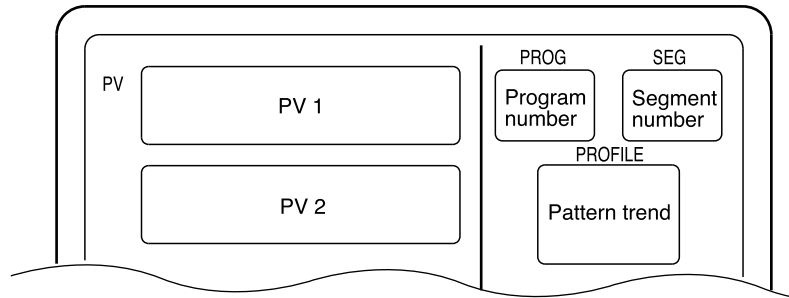 PROG
SEG
PV
PV 1
Program
number
Segment
number
PROFILE
PV 2
Pattern trend